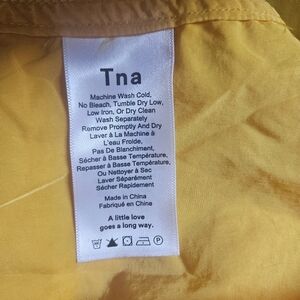 Tna
Machine Wash Cold,
No Bleach, Tumble Dry Low,
Low Iron, Or Dry Clean
Wash Separately
Remove Promptly And Dry
Laver à La Machine à
L'eau Froide,
Pas De Blanchiment,
Sécher à Basse Température,
Repasser à Basse Température,
Ou Nettoyer à Sec
Laver Séparément
Sécher Rapidement
Made in China
Fabriqué en Chine
A little love
goes a long way.
P